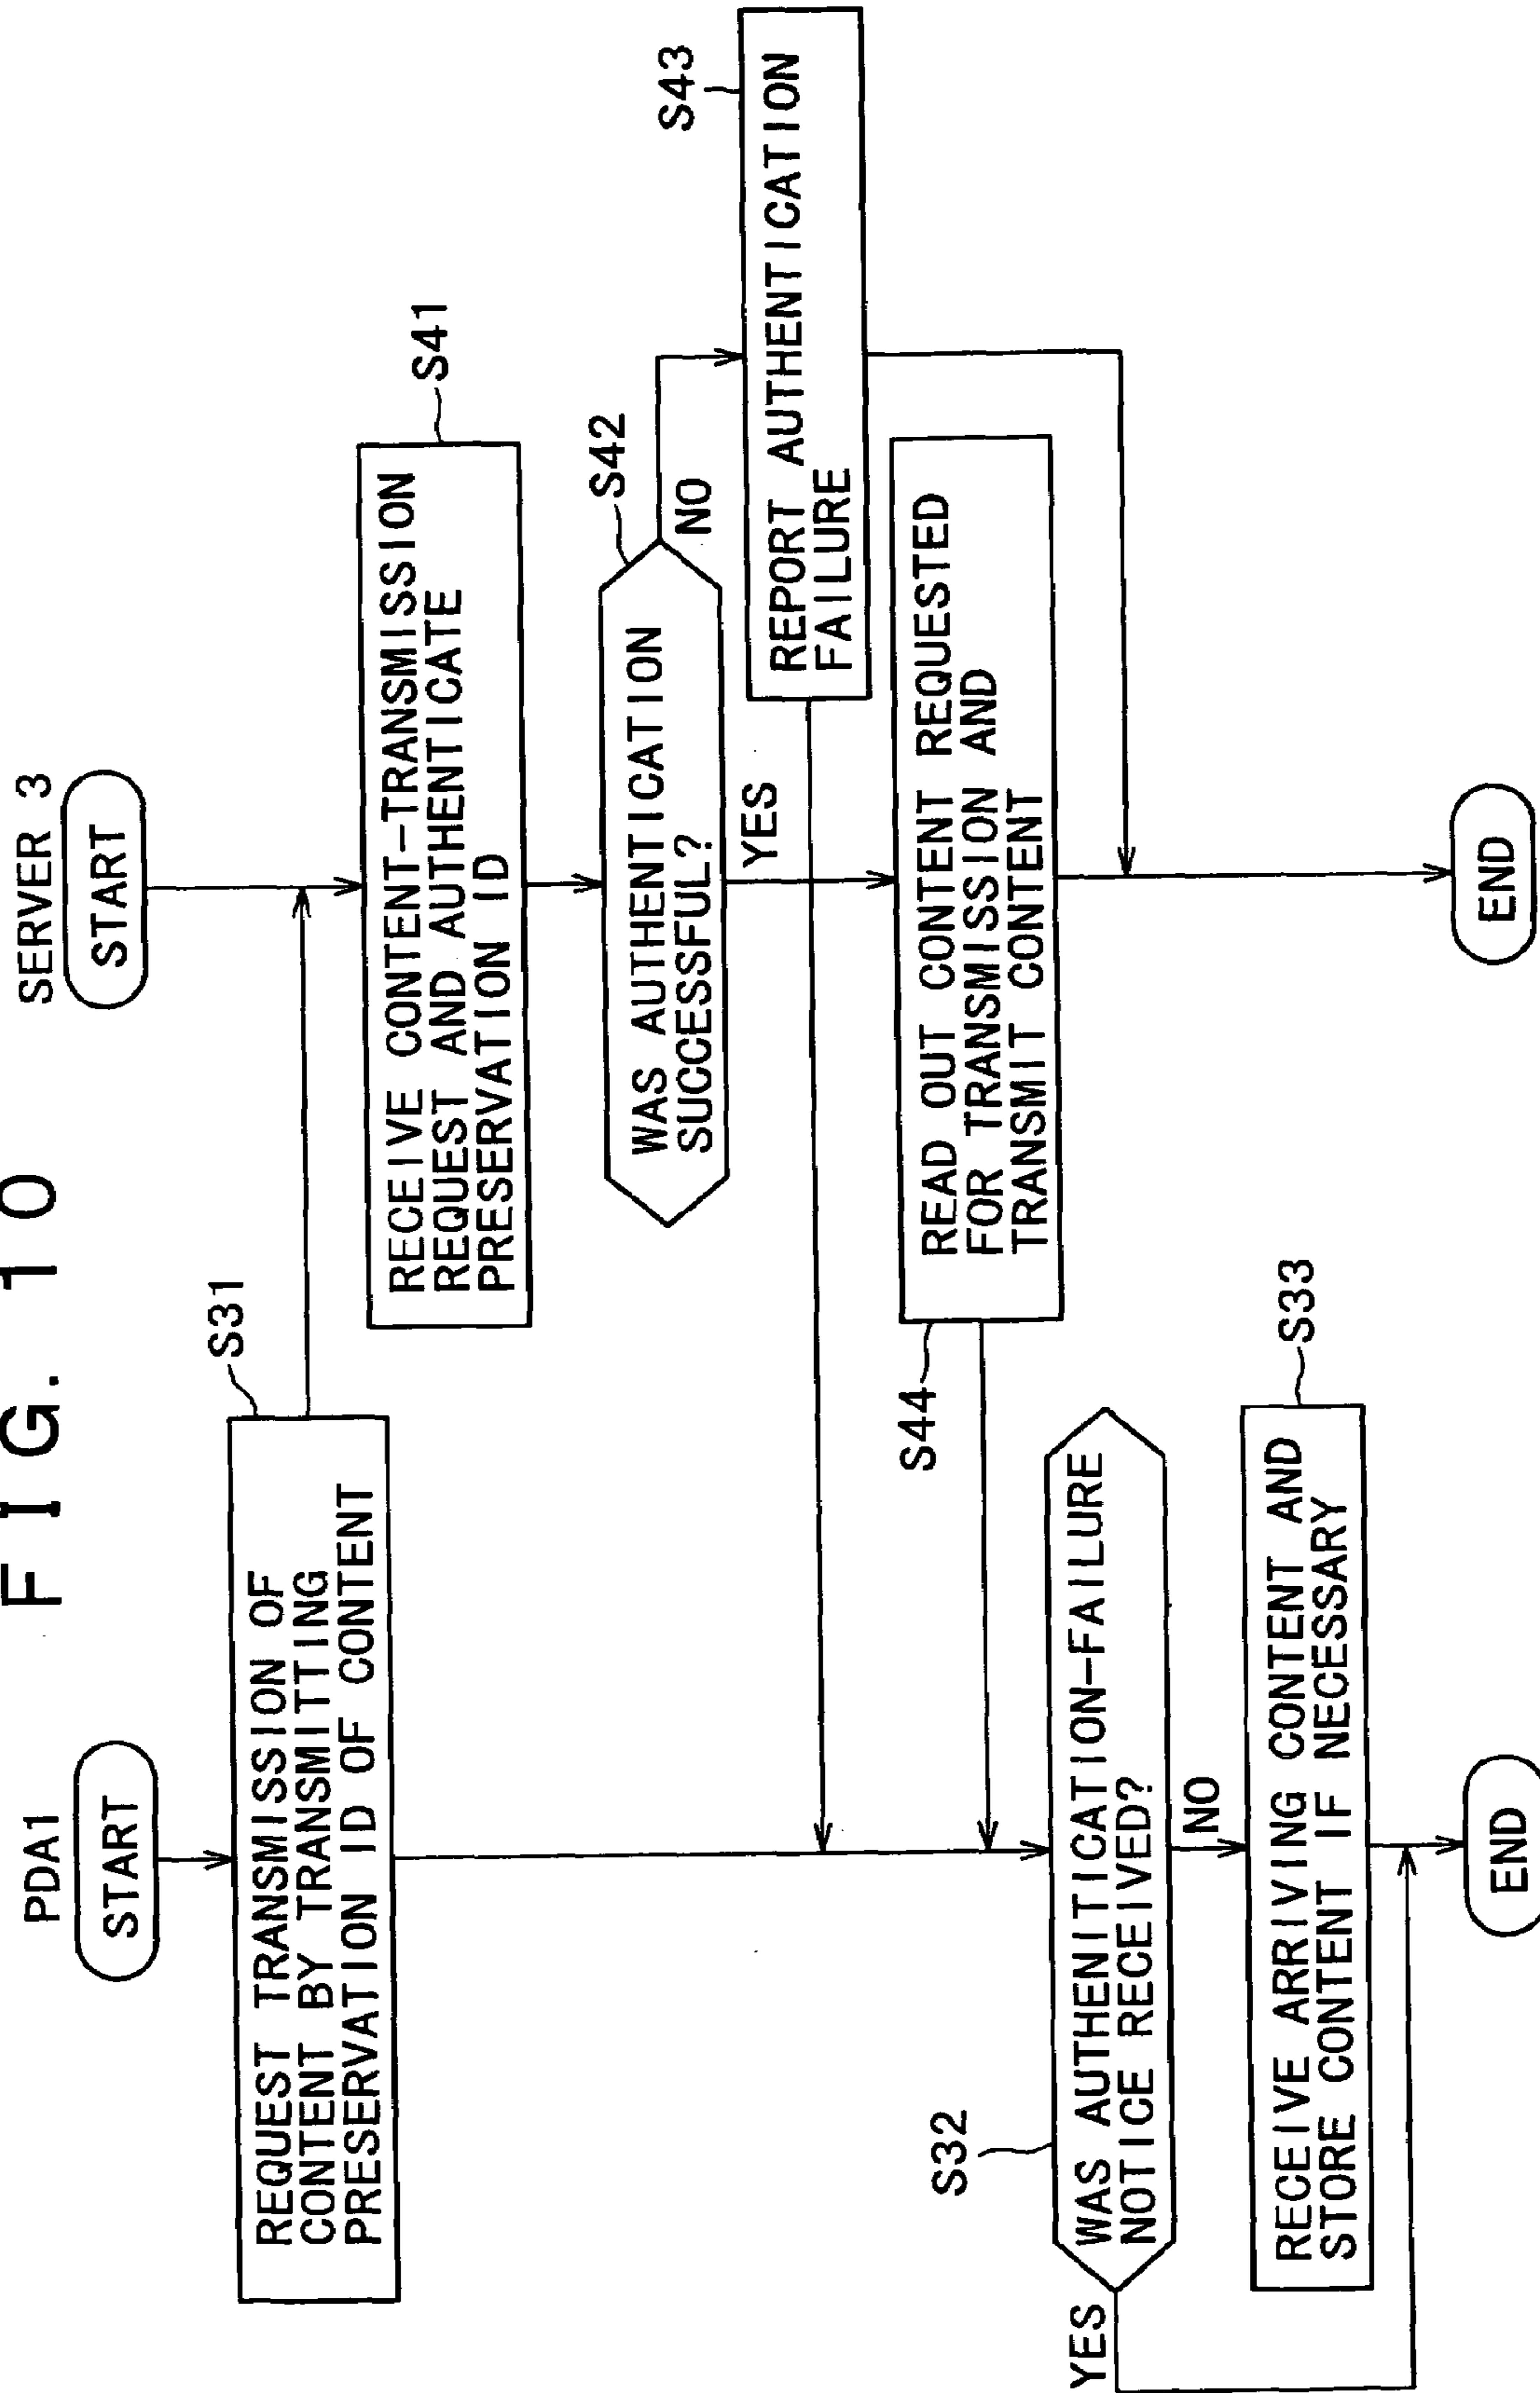 FIG. 10
PDA1
START
S31
REQUEST TRANSMISSION OF
CONTENT BY TRANSMITTING
PRESERVATION ID OF CONTENT
S32
WAS AUTHENITICATION-FAILURE
NOTICE RECEIVED?
YES
NO
S33
RECEIVE ARRIVING CONTENT AND
STORE CONTENT IF NECESSARY
END
SERVER 3
START
S41
RECEIVE CONTENT-TRANSMISSION
REQUEST AND AUTHENTICATE
PRESERVATION ID
S42
WAS AUTHENTICATION
SUCCESSFUL?
NO
YES
S43
REPORT AUTHENTICATION
FAILURE
S44
READ OUT CONTENT REQUESTED
FOR TRANSMISSION AND
TRANSMIT CONTENT
END